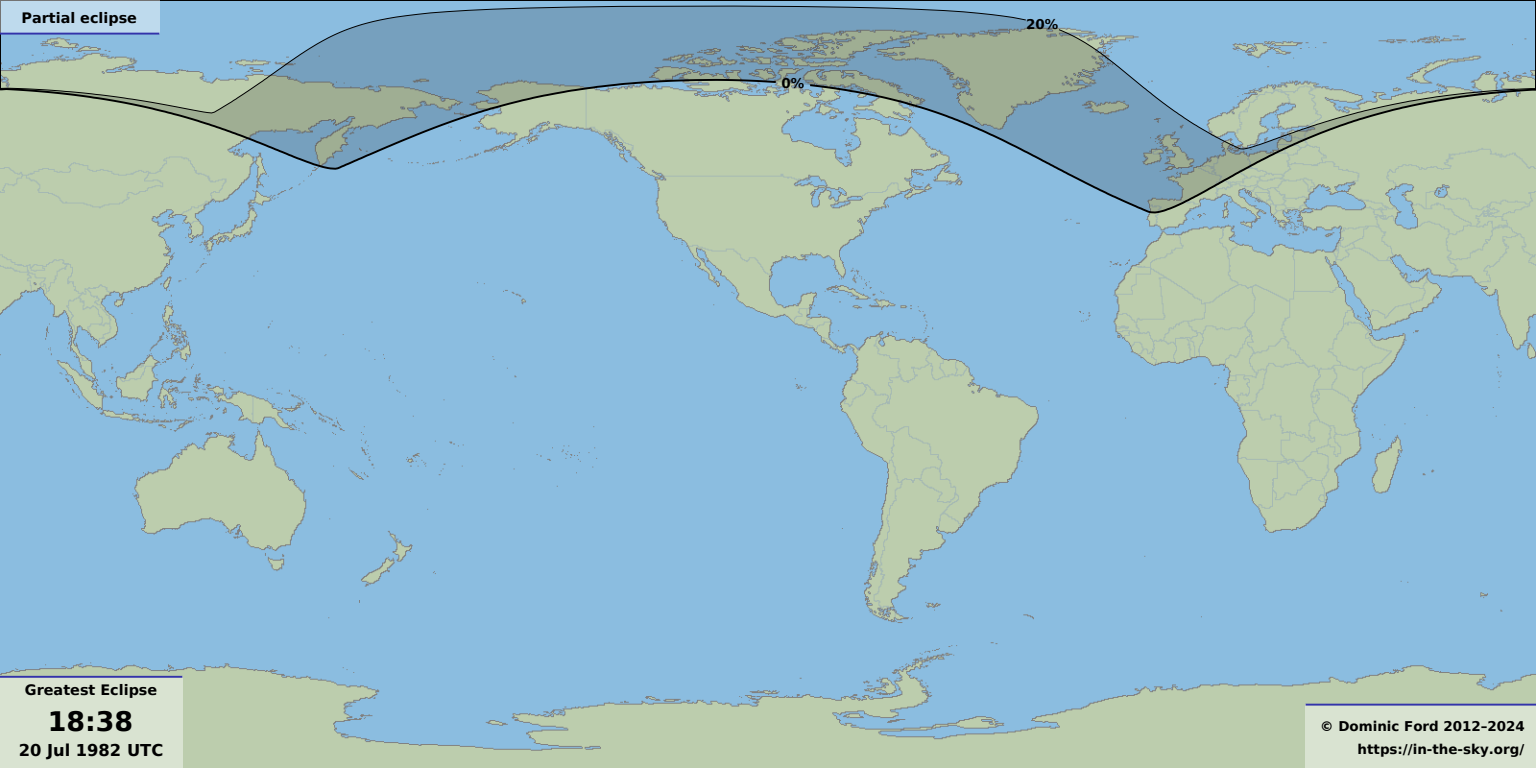 Partial eclipse
20%
0%
Greatest Eclipse
18:38
20 Jul 1982 UTC
© Dominic Ford 2012–2024
https://in-the-sky.org/